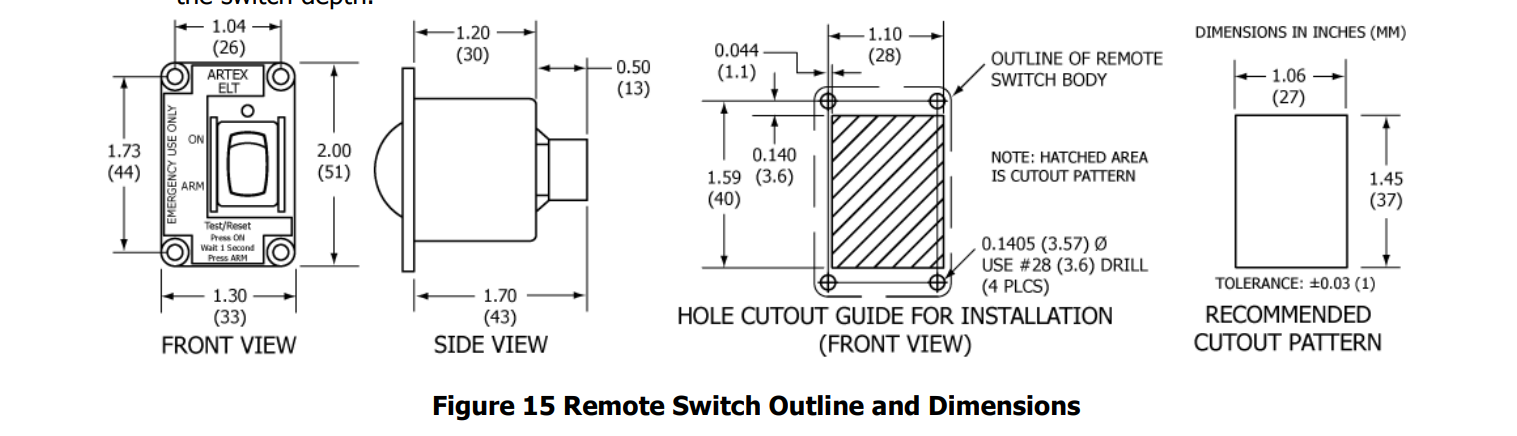 the switch depth.
1.04
(26)
ARTEX
ELT
EMERGENCY USE ONLY
ON
ARM
Test/Reset
Press ON
Wait 1 Second
Press ARM
1.73
(44)
2.00
(51)
1.30
(33)
FRONT VIEW
1.20
(30)
0.50
(13)
1.70
(43)
SIDE VIEW
0.044
(1.1)
1.10
(28)
OUTLINE OF REMOTE
SWITCH BODY
0.140
(3.6)
1.59
(40)
NOTE: HATCHED AREA
IS CUTOUT PATTERN
0.1405 (3.57) Ø
USE #28 (3.6) DRILL
(4 PLCS)
HOLE CUTOUT GUIDE FOR INSTALLATION
(FRONT VIEW)
DIMENSIONS IN INCHES (MM)
1.06
(27)
1.45
(37)
TOLERANCE: ±0.03 (1)
RECOMMENDED
CUTOUT PATTERN
Figure 15 Remote Switch Outline and Dimensions